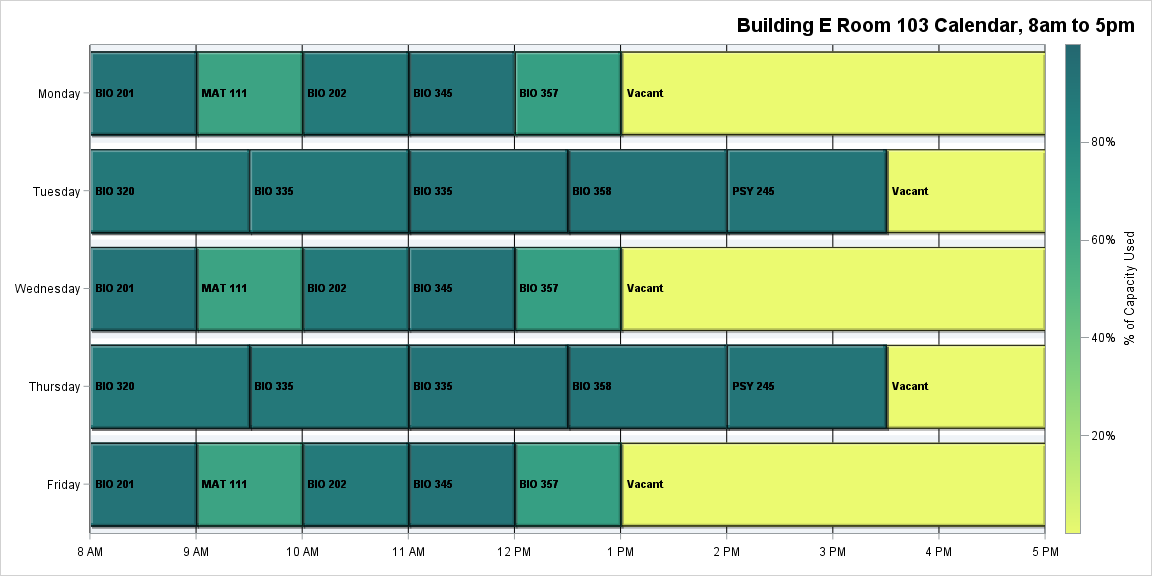 Building E Room 103 Calendar, 8am to 5pm
Monday
BIO 201
MAT 111
BIO 202
BIO 345
BIO 357
Vacant
Tuesday
BIO 320
BIO 335
BIO 335
BIO 358
PSY 245
Vacant
Wednesday
BIO 201
MAT 111
BIO 202
BIO 345
BIO 357
Vacant
Thursday
BIO 320
BIO 335
BIO 335
BIO 358
PSY 245
Vacant
Friday
BIO 201
MAT 111
BIO 202
BIO 345
BIO 357
Vacant
8 AM
9 AM
10 AM
11 AM
12 PM
1 PM
2 PM
3 PM
4 PM
5 PM
80%
60%
40%
20%
% of Capacity Used